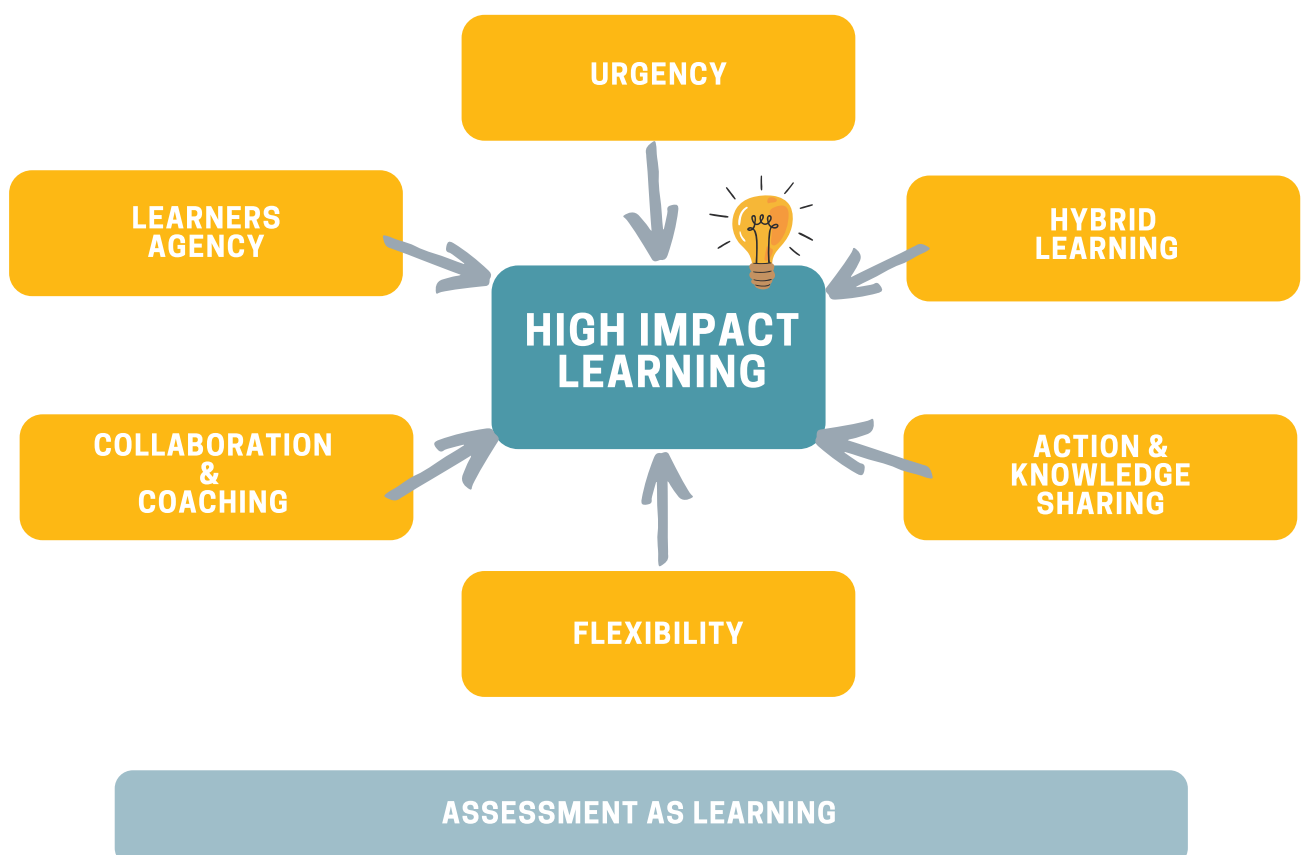 URGENCY
LEARNERS
AGENCY
HYBRID
LEARNING
HIGH IMPACT
LEARNING
COLLABORATION
&
COACHING
ACTION &
KNOWLEDGE
SHARING
FLEXIBILITY
ASSESSMENT AS LEARNING